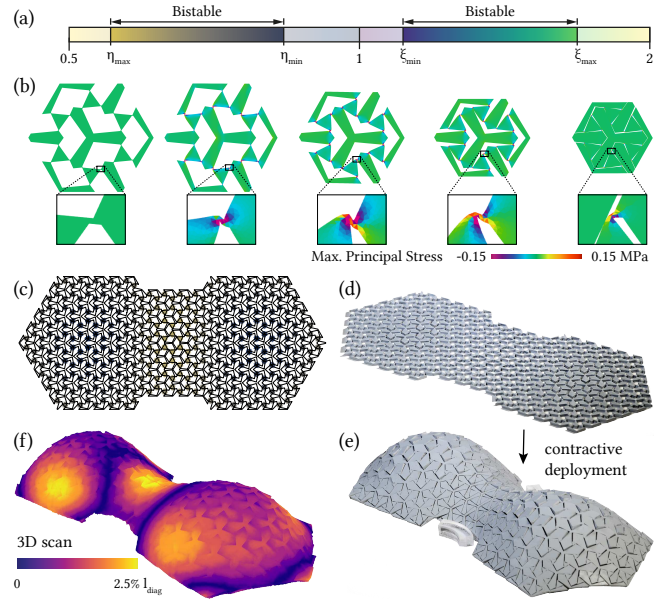 (a)
Bistable
Bistable
0.5 η_max η_min 1 ξ_min ξ_max 2
(b)
Max. Principal Stress -0.15 0.15 MPa
(c)
(d)
(f)
(e)
contractive
deployment
3D scan
0 2.5% l_diag